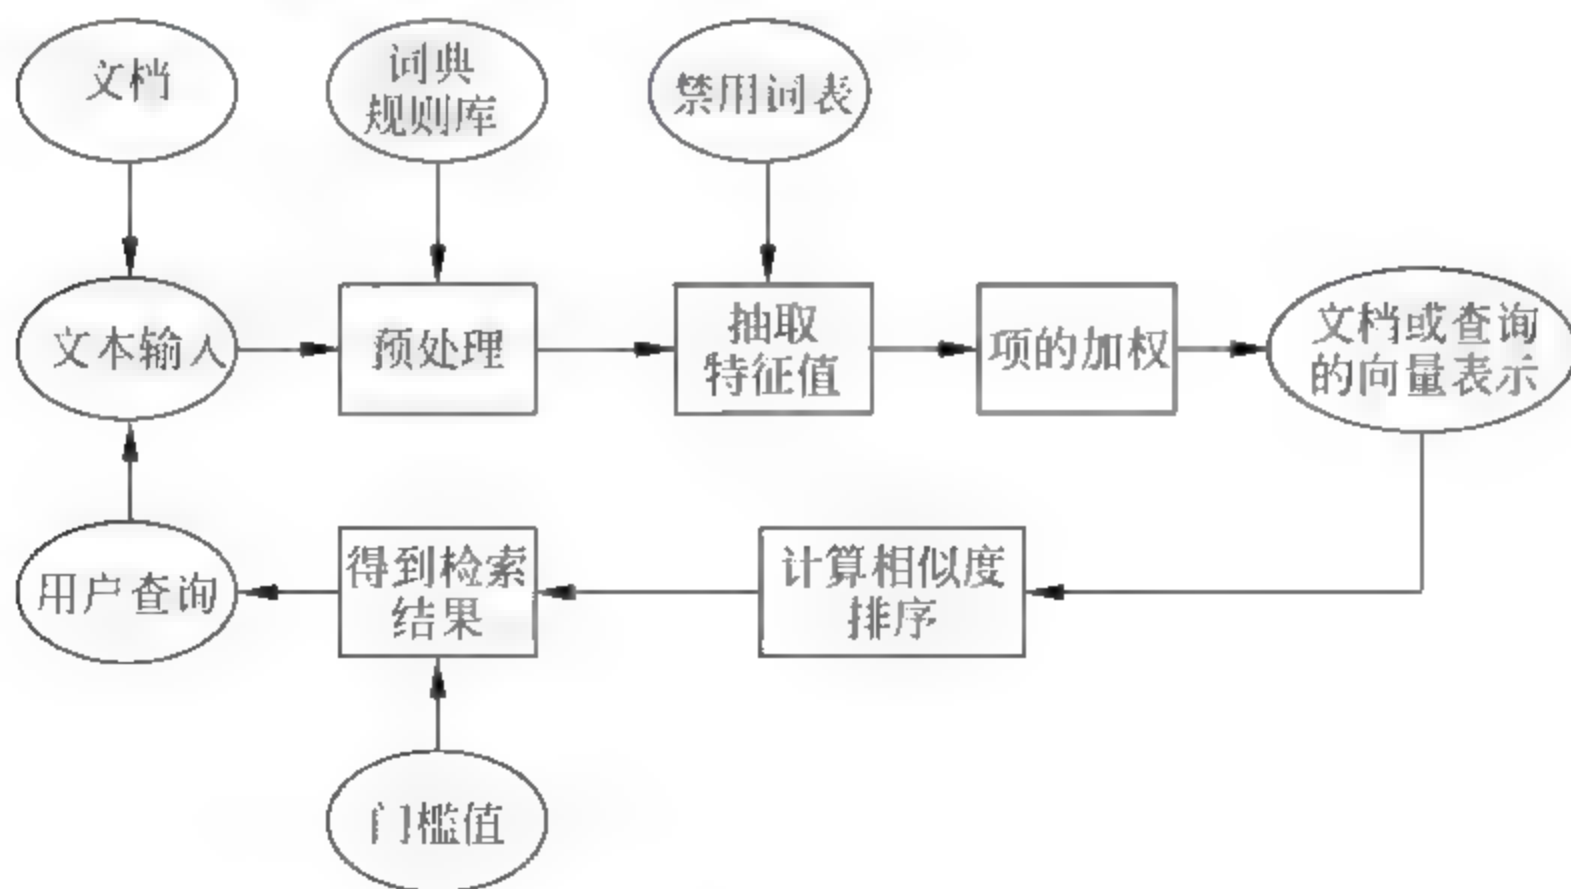 文档
词典
规则库
禁用词表
文本输入
预处理
抽取
特征值
项的加权
文档或查询
的向量表示
用户查询
得到检索
结果
计算相似度
排序
门槛值